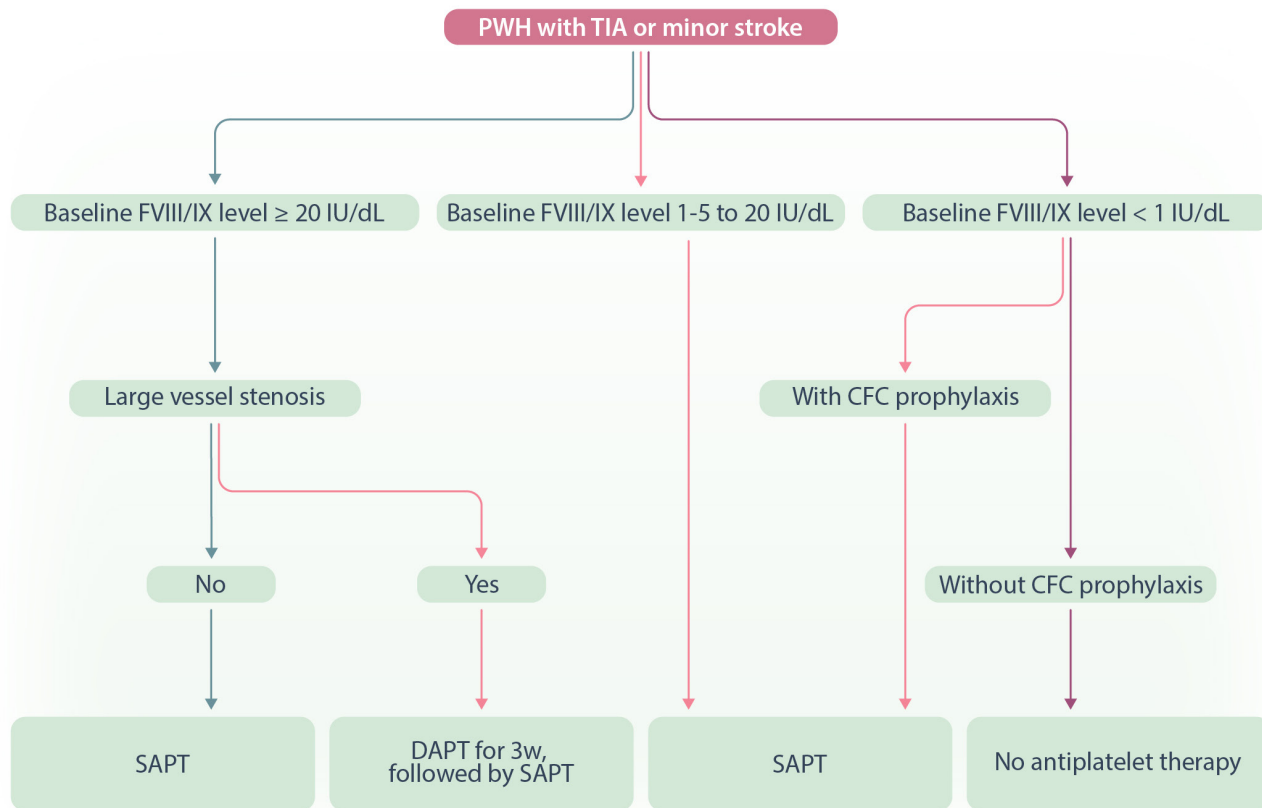 PWH with TIA or minor stroke
Baseline FVIII/IX level ≥ 20 IU/dL
Baseline FVIII/IX level 1-5 to 20 IU/dL
Baseline FVIII/IX level < 1 IU/dL
Large vessel stenosis
With CFC prophylaxis
No
Yes
Without CFC prophylaxis
SAPT
DAPT for 3w,
followed by SAPT
SAPT
No antiplatelet therapy